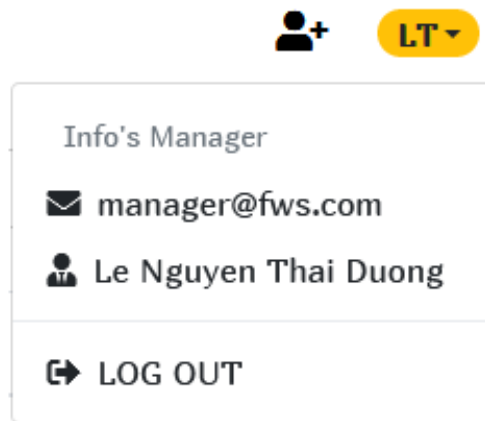 LT
Info's Manager
manager@fws.com
Le Nguyen Thai Duong
LOG OUT